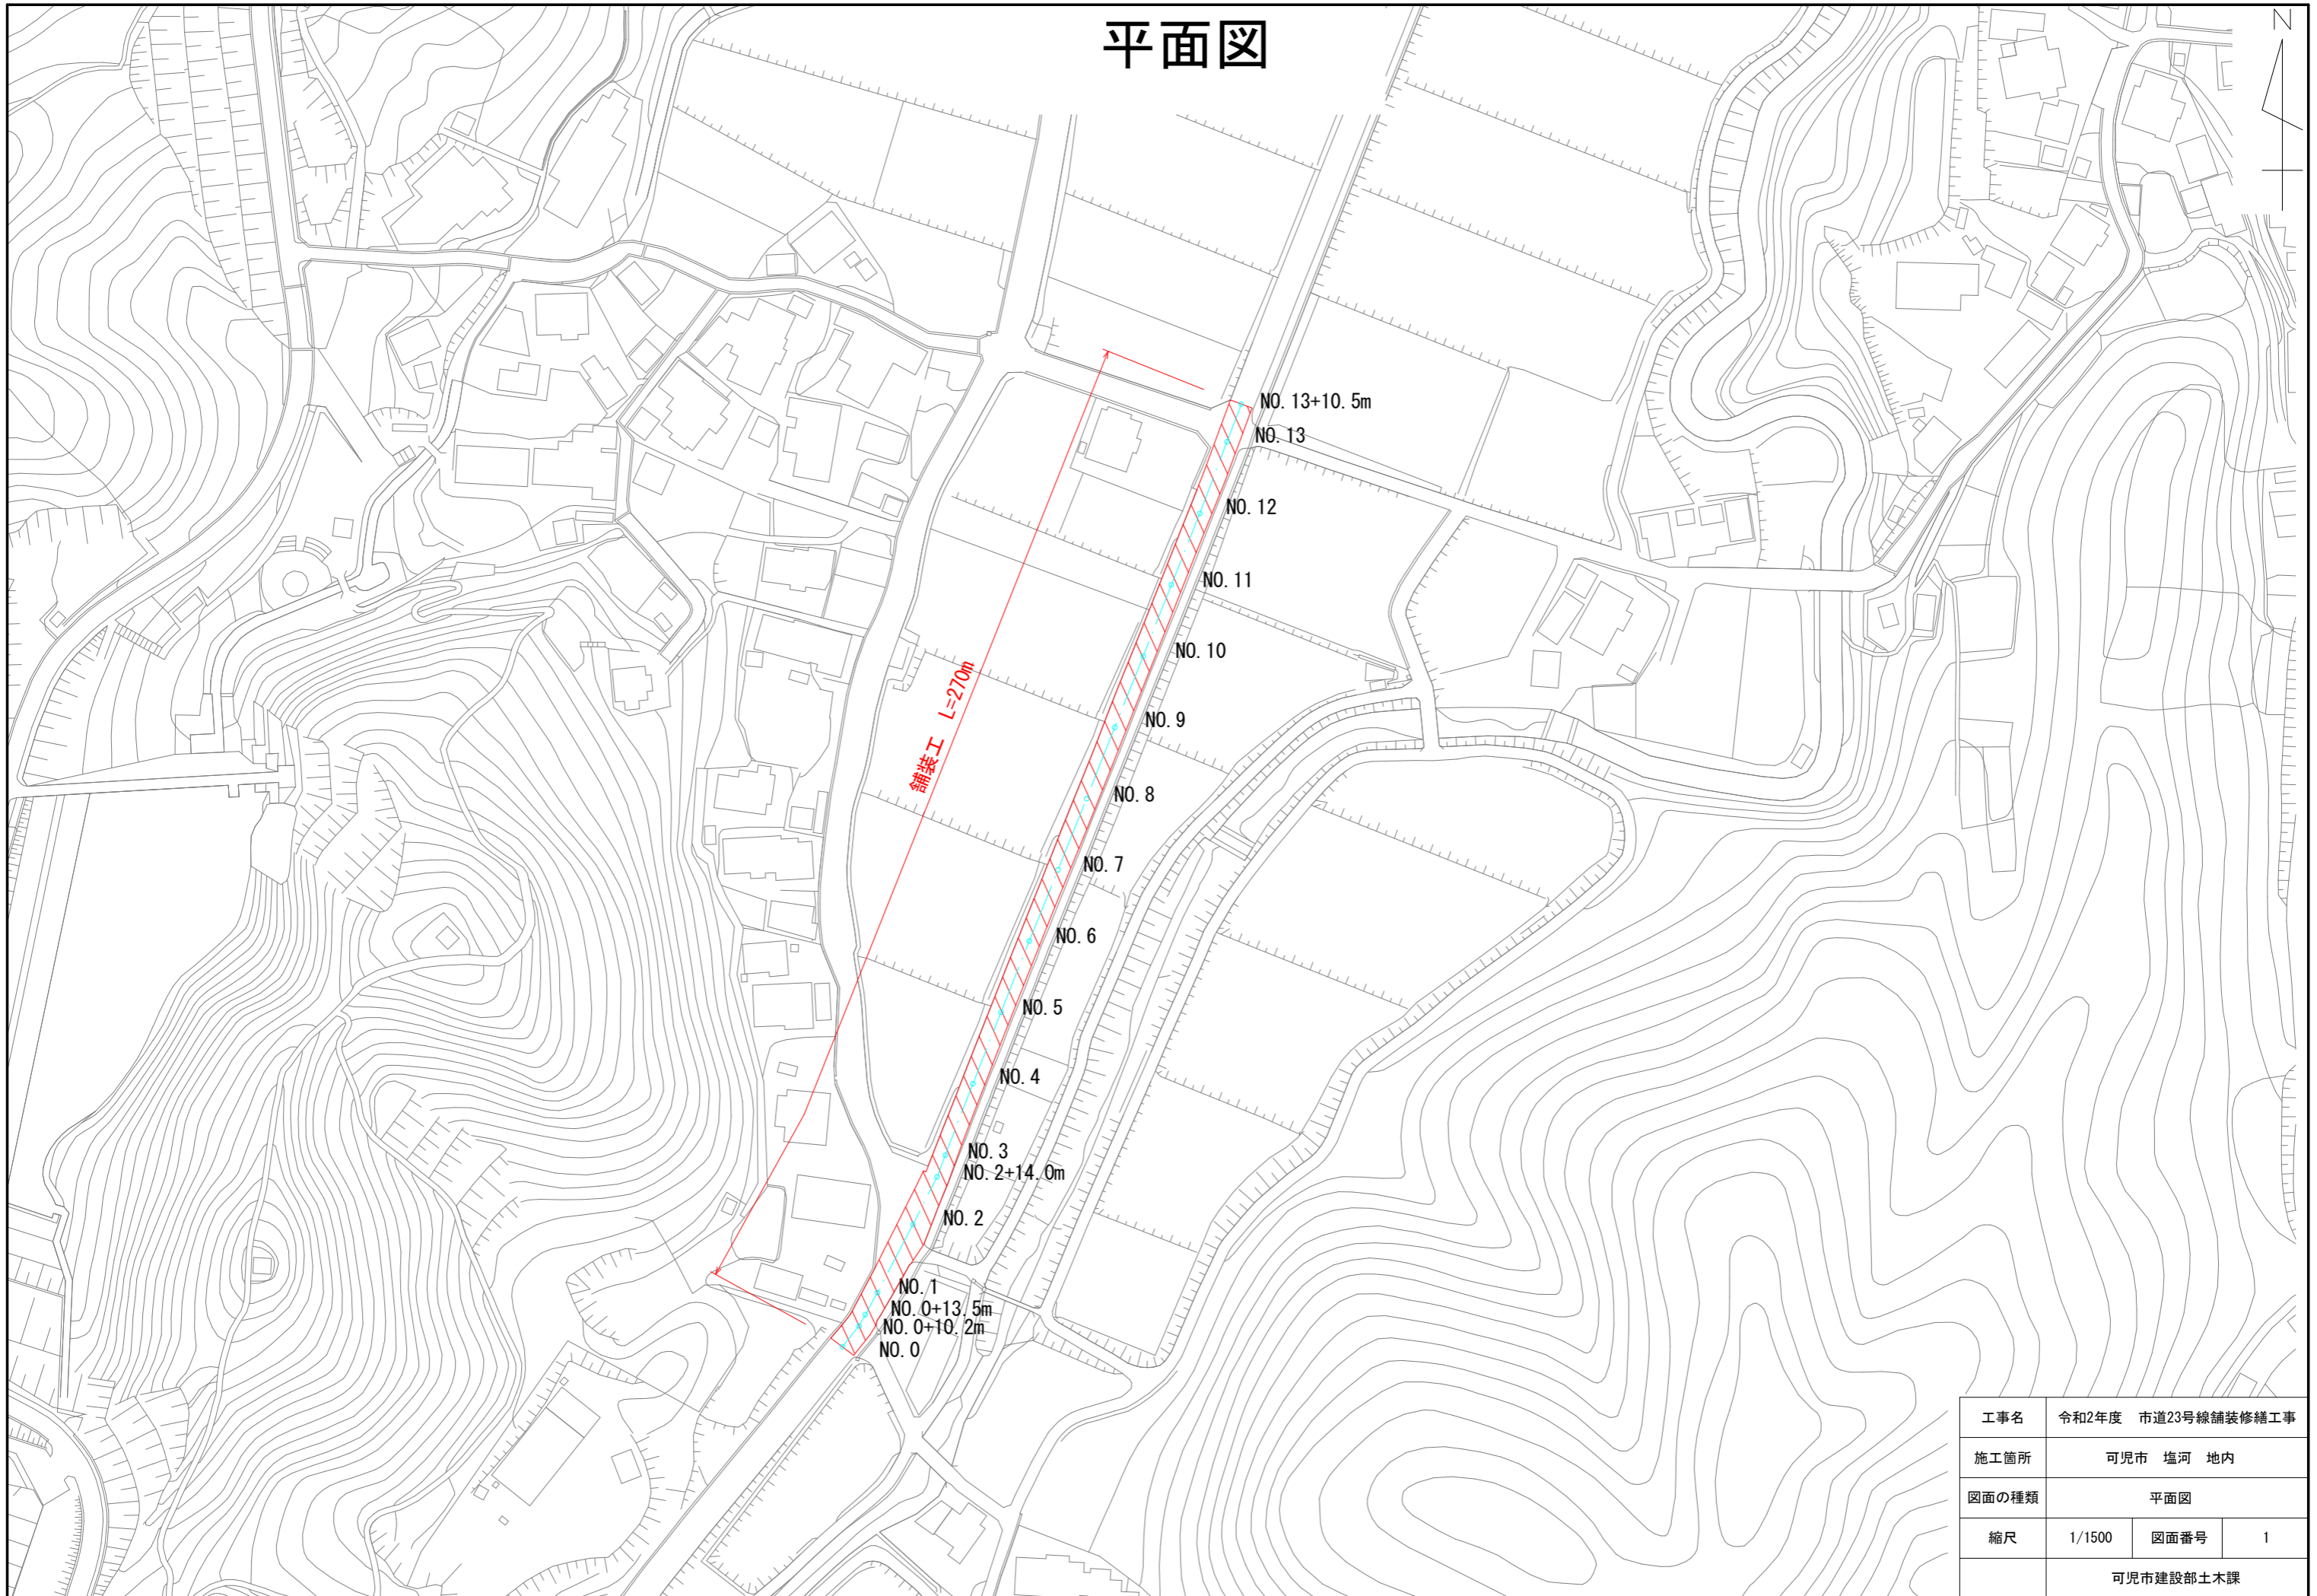 平面図
N
NO.13+10.5m
NO.13
NO.12
NO.11
NO.10
NO.9
NO.8
NO.7
NO.6
NO.5
NO.4
NO.3
NO.2+14.0m
NO.2
NO.1
NO.0+13.5m
NO.0+10.2m
NO.0
舗装工 L=270m
工事名 令和2年度 市道23号線舗装修繕工事
施工箇所 可児市 塩河 地内
図面の種類 平面図
縮尺 1/1500 図面番号 1
可児市建設部土木課